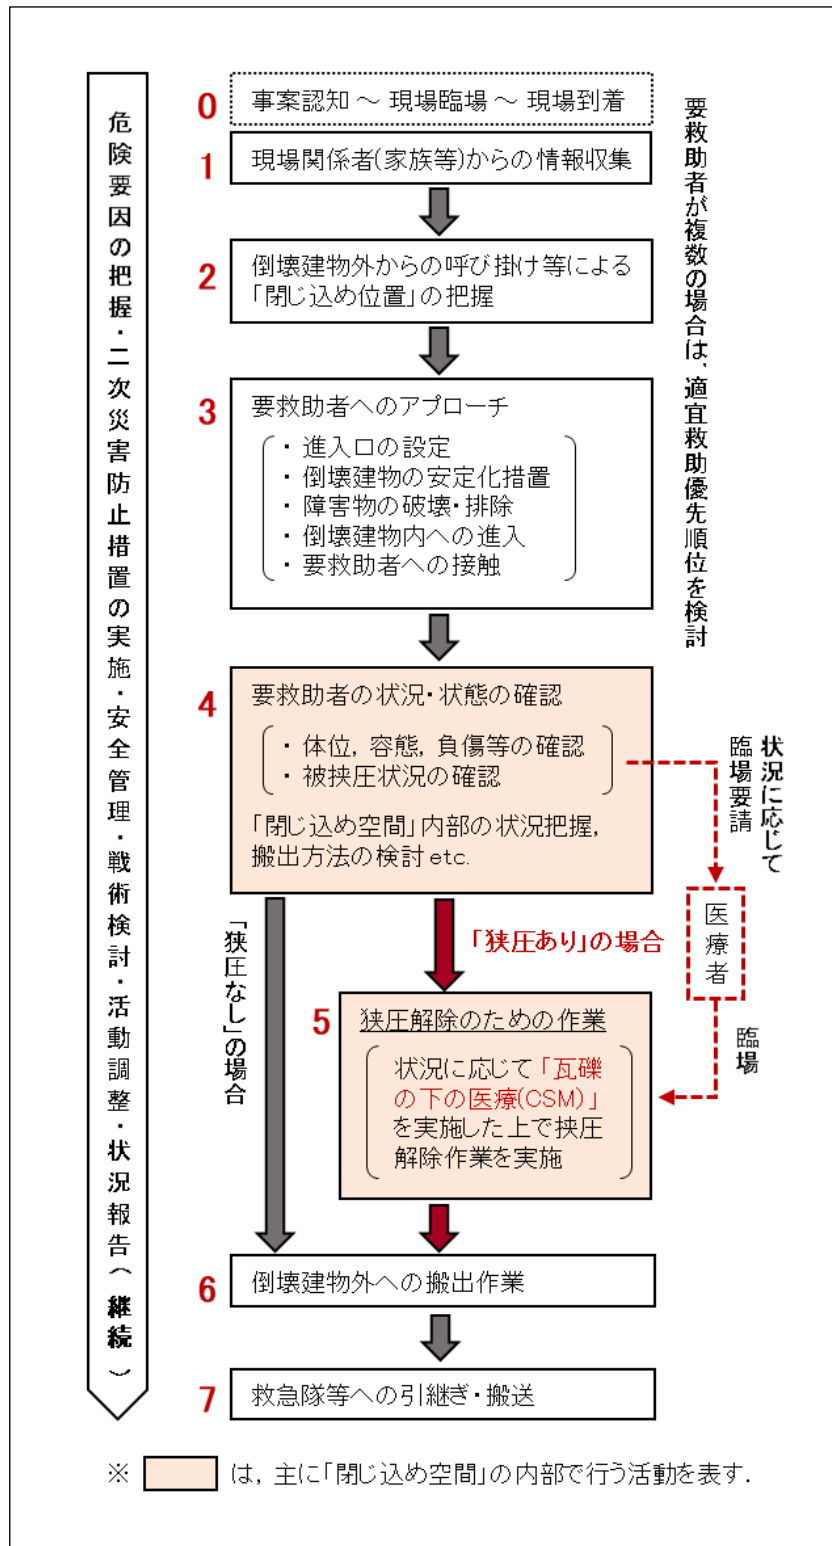 危険要因の把握・二次災害防止措置の実施・安全管理・戦術検討・活動調整・状況報告(継続)
要救助者が複数の場合は、適宜救助優先順位を検討
0
事案認知 ～ 現場臨場 ～ 現場到着
1
現場関係者(家族等)からの情報収集
2
倒壊建物外からの呼び掛け等による
「閉じ込め位置」の把握
3
要救助者へのアプローチ
・ 進入口の設定
・ 倒壊建物の安定化措置
・ 障害物の破壊・排除
・ 倒壊建物内への進入
・ 要救助者への接触
4
要救助者の状況・状態の確認
・ 体位, 容態, 負傷等の確認
・ 被挟圧状況の確認
「閉じ込め空間」内部の状況把握,
搬出方法の検討 etc.
状況に応じて
臨場要請
医療者
臨場
「狭圧なし」の場合
「狭圧あり」の場合
5
狭圧解除のための作業
状況に応じて「瓦礫
の下の医療(CSM)」
を実施した上で挟圧
解除作業を実施
6
倒壊建物外への搬出作業
7
救急隊等への引継ぎ・搬送
※ は, 主に「閉じ込め空間」の内部で行う活動を表す.